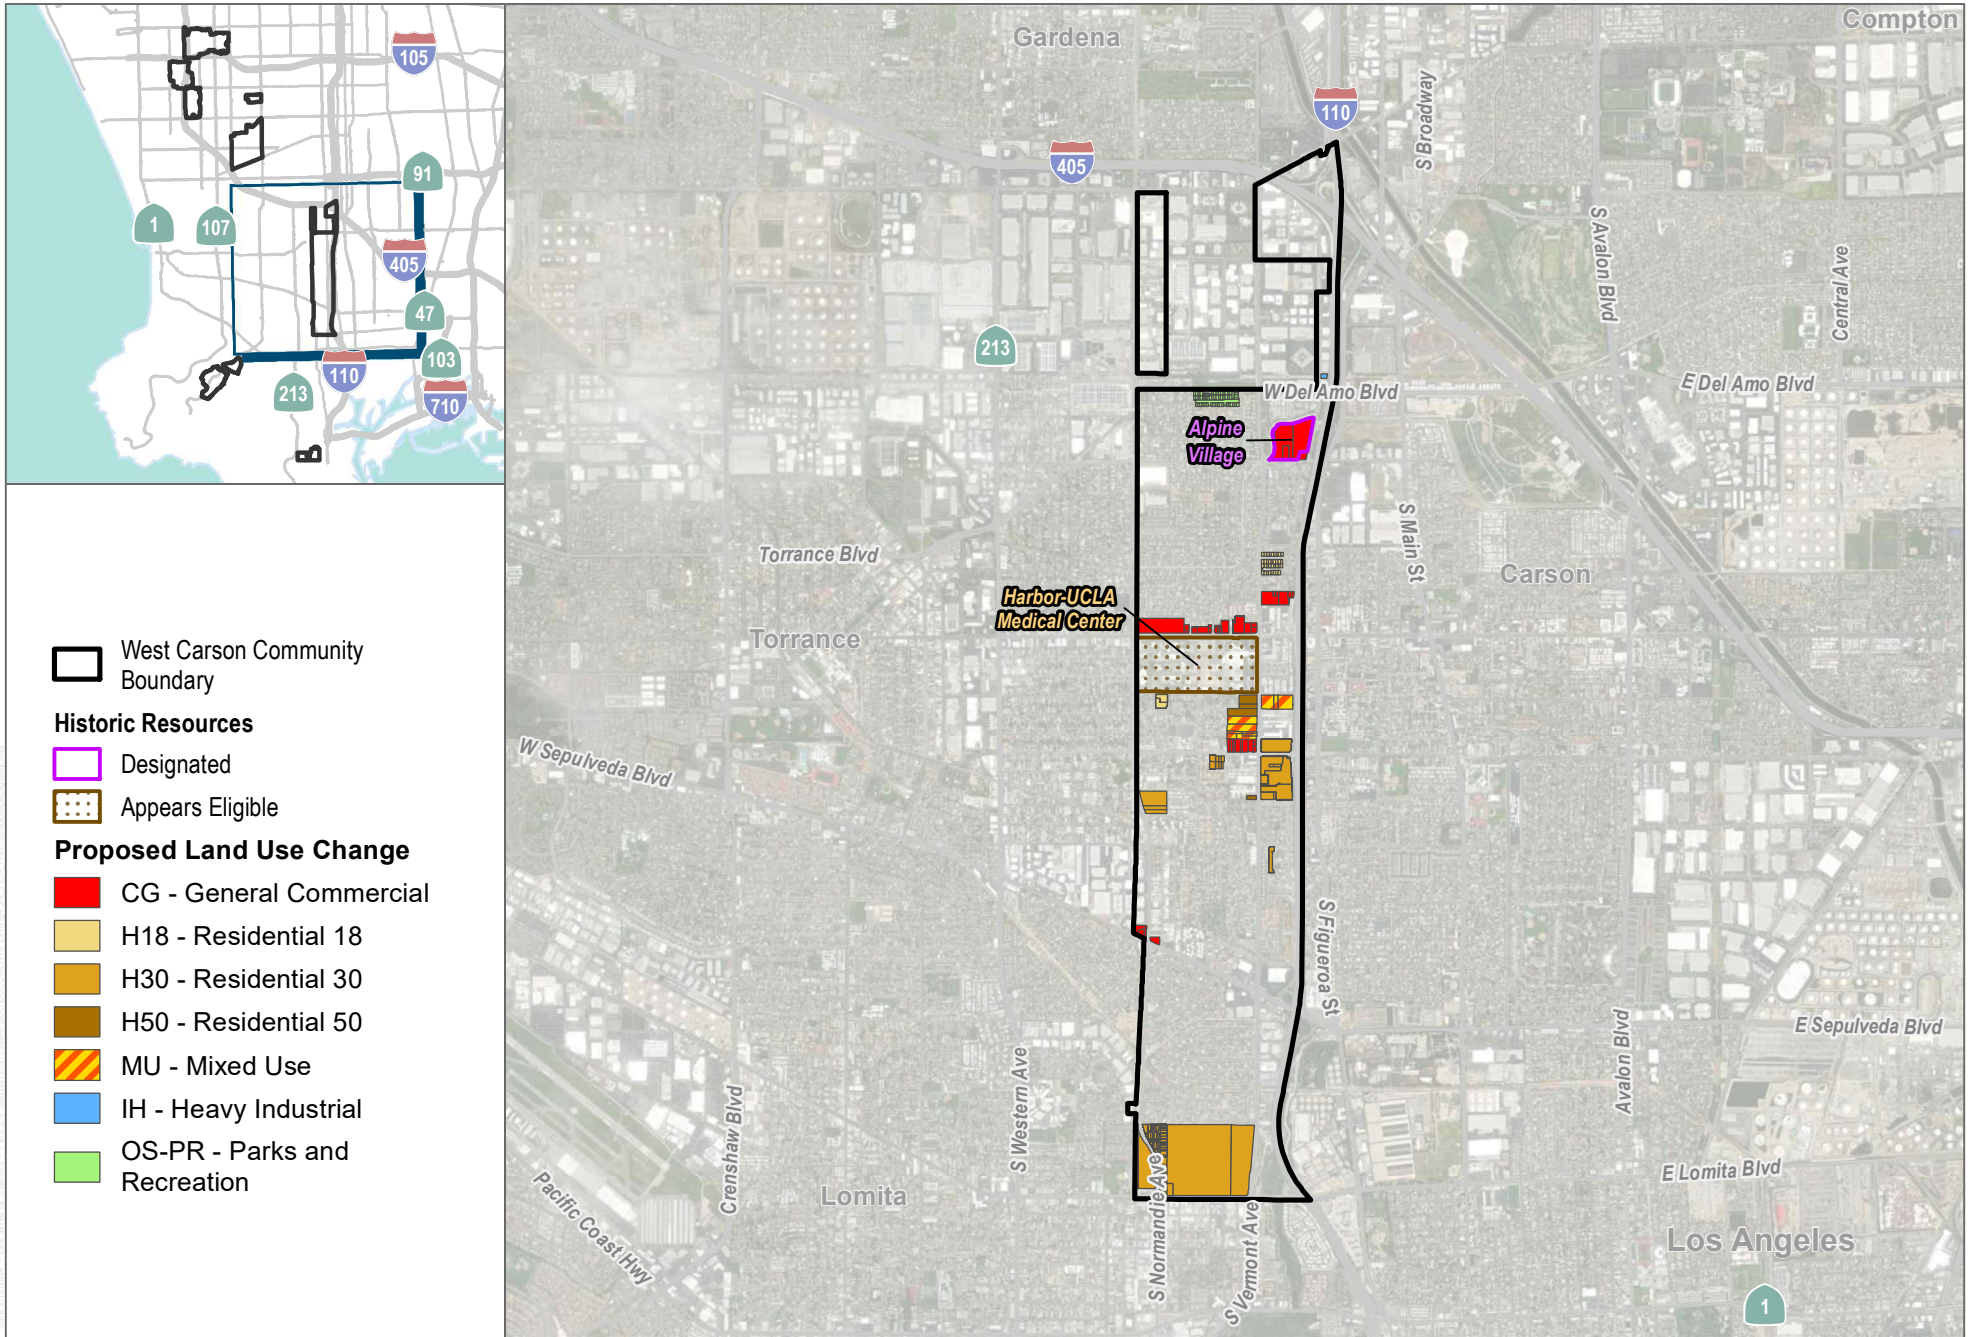 105
91
1
107
405
47
103
110
213
710
West Carson Community
Boundary
Historic Resources
Designated
Appears Eligible
Proposed Land Use Change
CG - General Commercial
H18 - Residential 18
H30 - Residential 30
H50 - Residential 50
MU - Mixed Use
IH - Heavy Industrial
OS-PR - Parks and
Recreation
Compton
Gardena
110
S Broadway
405
S Avalon Blvd
Central Ave
213
W Del Amo Blvd
E Del Amo Blvd
Alpine
Village
S Main St
Torrance Blvd
Carson
Harbor-UCLA
Medical Center
Torrance
W Sepulveda Blvd
S Figueroa St
E Sepulveda Blvd
Avalon Blvd
S Western Ave
Crenshaw Blvd
E Lomita Blvd
Lomita
Pacific Coast Hwy
S Normandie Ave
S Vermont Ave
Los Angeles
1